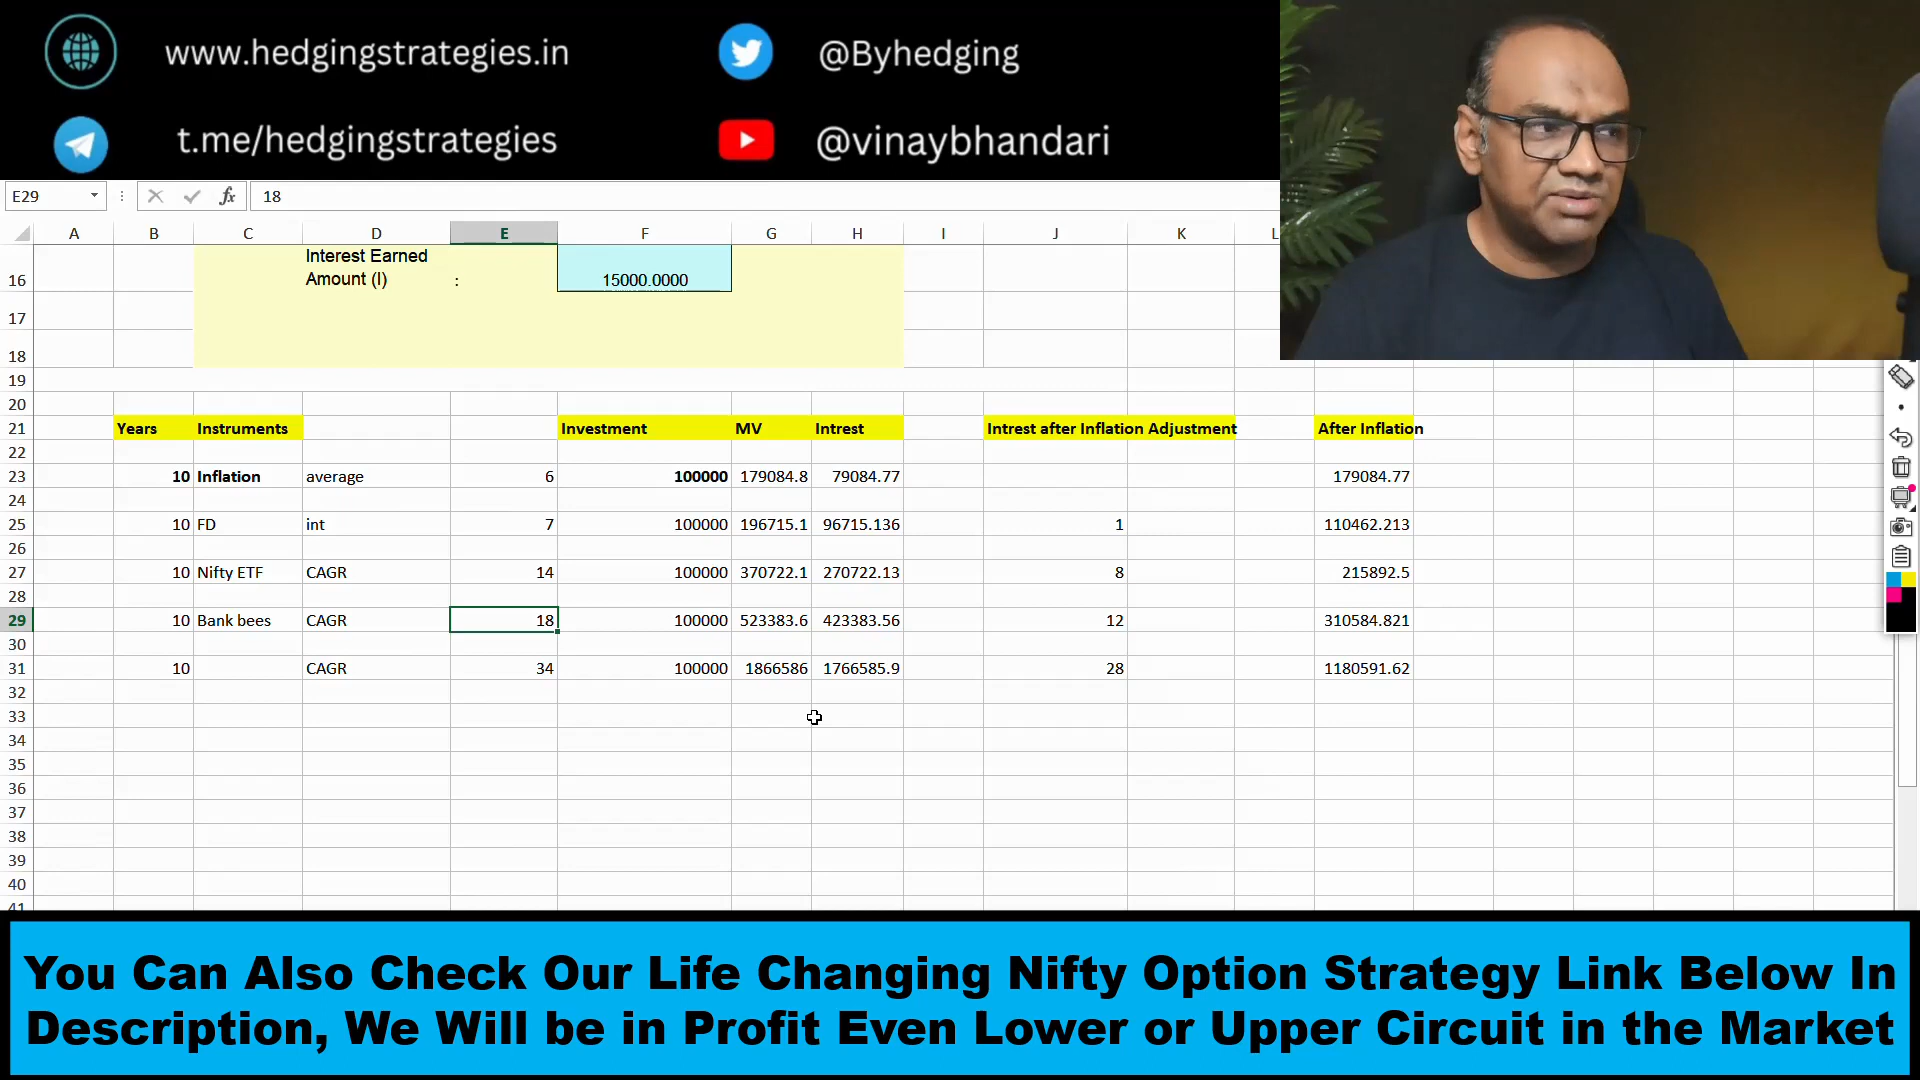 www.hedgingstrategies.in @Byhedging
t.me/hedgingstrategies @vinaybhandari
E29 fx 18
A B C D E F G H I J K L
16 Interest Earned Amount (I) : 15000.0000
17
18
19
20
21 Years Instruments Investment MV Intrest Intrest after Inflation Adjustment After Inflation
22
23 10 Inflation average 6 100000 179084.8 79084.77 179084.77
24
25 10 FD int 7 100000 196715.1 96715.136 1 110462.213
26
27 10 Nifty ETF CAGR 14 100000 370722.1 270722.13 8 215892.5
28
29 10 Bank bees CAGR 18 100000 523383.6 423383.56 12 310584.821
30
31 10 CAGR 34 100000 1866586 1766585.9 28 1180591.62
32
33
34
35
36
37
38
39
40
41
You Can Also Check Our Life Changing Nifty Option Strategy Link Below In
Description, We Will be in Profit Even Lower or Upper Circuit in the Market